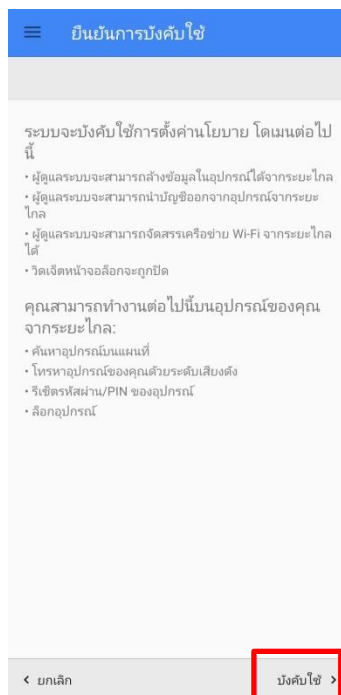 ยืนยันการบังคับใช้
ระบบจะบังคับใช้การตั้งค่านโยบาย โดเมนต่อไป
นี้
• ผู้ดูแลระบบจะสามารถล้างข้อมูลในอุปกรณ์ได้จากระยะไกล
• ผู้ดูแลระบบจะสามารถนำบัญชีออกจากอุปกรณ์จากระยะ
ไกล
• ผู้ดูแลระบบจะสามารถจัดสรรเครือข่าย Wi-Fi จากระยะไกล
ได้
• วิดเจ็ตหน้าจอล็อกจะถูกปิด
คุณสามารถทำงานต่อไปนี้บนอุปกรณ์ของคุณ
จากระยะไกล:
• ค้นหาอุปกรณ์บนแผนที่
• โทรหาอุปกรณ์ของคุณด้วยระดับเสียงดัง
• รีเซ็ตรหัสผ่าน/PIN ของอุปกรณ์
• ล็อกอุปกรณ์
ยกเลิก บังคับใช้